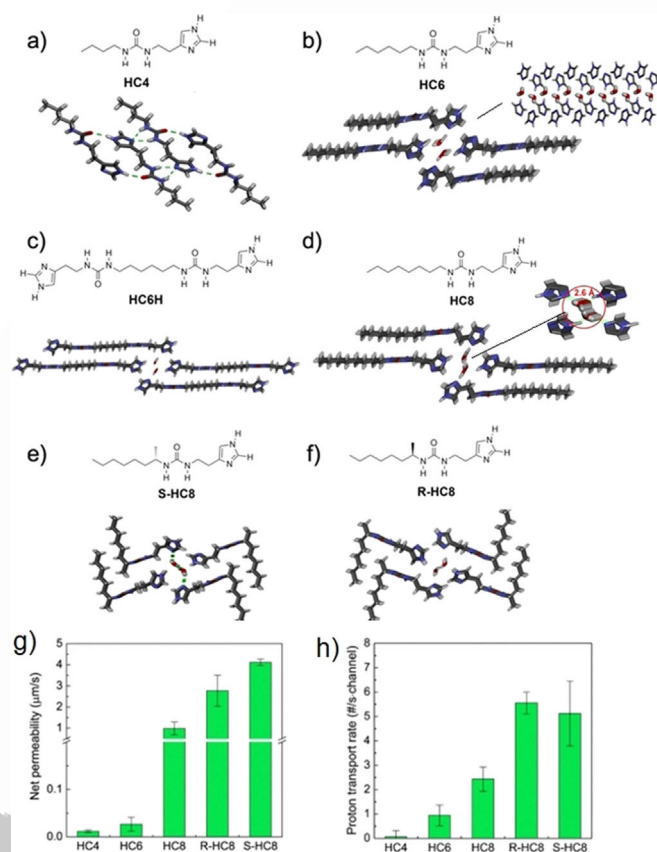 a)
HC4
b)
HC6
c)
HC6H
d)
HC8
2.6 Å
e)
S-HC8
f)
R-HC8
g)
Net permeability (μm/s)
5
4
3
2
1
0.1
0.0
HC4 HC6 HC8 R-HC8 S-HC8
h)
Proton transport rate (#/s·channel)
8
7
6
5
4
3
2
1
0
HC4 HC6 HC8 R-HC8 S-HC8